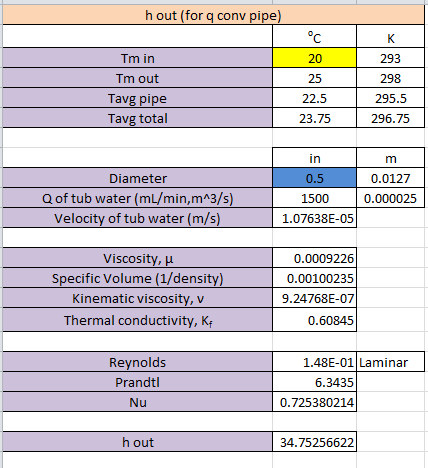 h out (for q conv pipe)
°C K
Tm in 20 293
Tm out 25 298
Tavg pipe 22.5 295.5
Tavg total 23.75 296.75
in m
Diameter 0.5 0.0127
Q of tub water (mL/min,m^3/s) 1500 0.000025
Velocity of tub water (m/s) 1.07638E-05
Viscosity, μ 0.0009226
Specific Volume (1/density) 0.00100235
Kinematic viscosity, ν 9.24768E-07
Thermal conductivity, Kf 0.60845
Reynolds 1.48E-01 Laminar
Prandtl 6.3435
Nu 0.725380214
h out 34.75256622